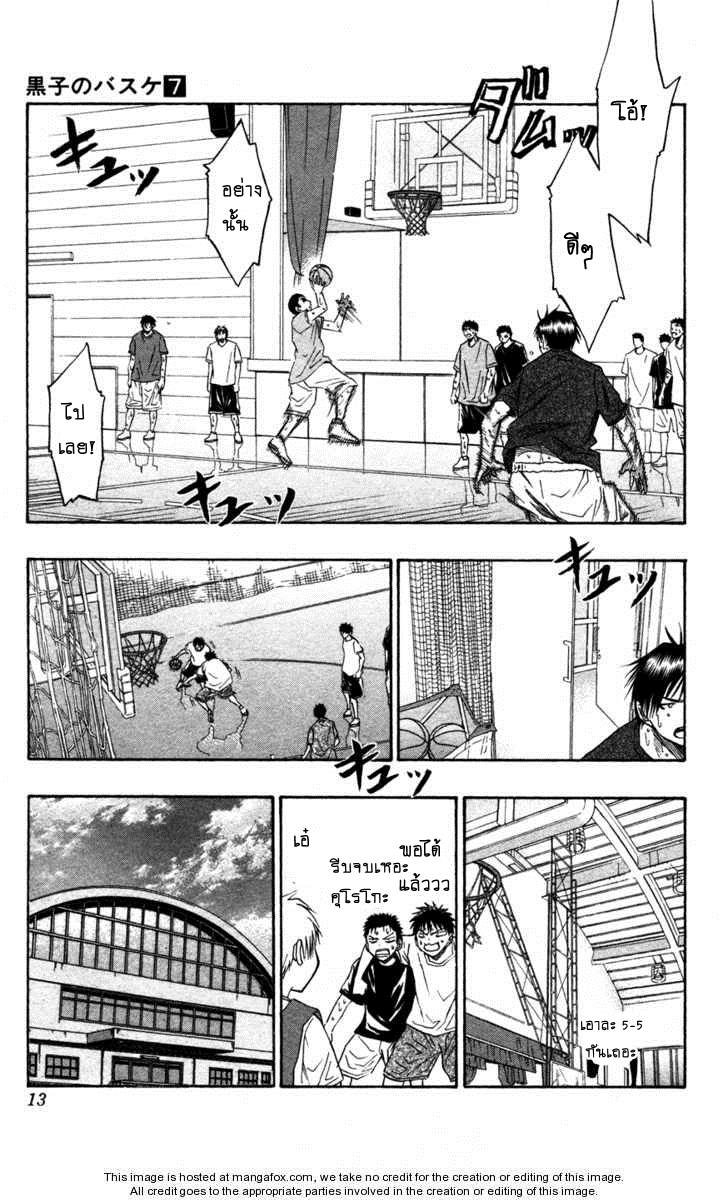 黒子のバスケ 7
ダムッ
โอ้!
ดีๆ
キュッ
อย่าง
นั้น
ไป
เลย!
キュッ
キュッ
キュッ
เอาละ 5-5
กันเถอะ
พอได้
แล้ววว
รีบจบเหอะ
คุโรโกะ
เอ๋
13
This image is hosted at mangafox.com, we take no credit for the creation or editing of this image.
All credit goes to the appropriate parties involved in the creation or editing of this image.